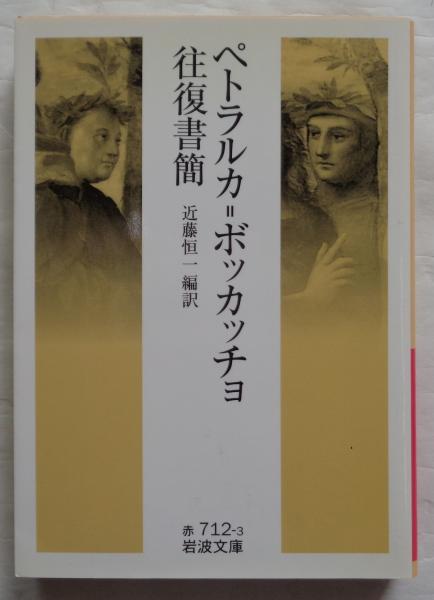 ペトラルカ=ボッカッチョ
往復書簡
近藤恒一編訳
赤 712-3
岩波文庫